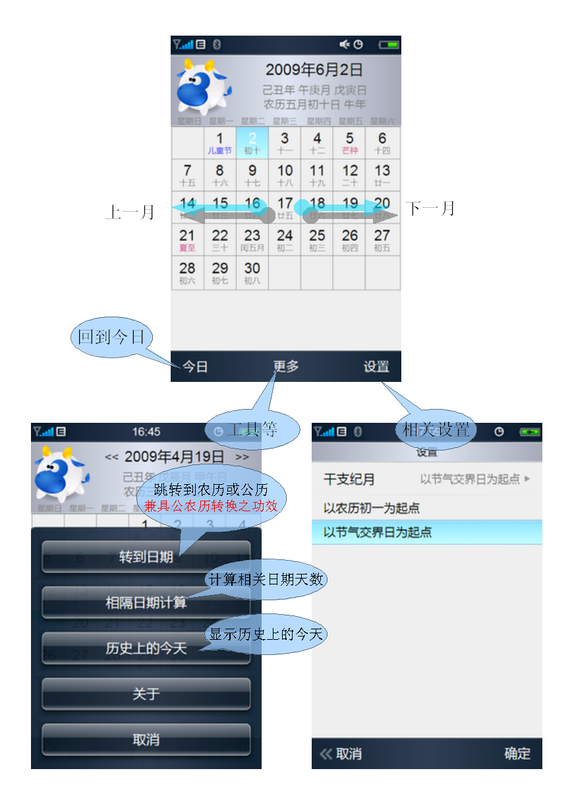 2009年6月2日
己丑年 午庚月 戊寅日
农历五月初十日 牛年
星期日 星期一 星期二 星期三 星期四 星期五 星期六
1 2 3 4 5 6
儿童节 初十 十一 十二 芒种 十四
7 8 9 10 11 12 13
十五 十六 十七 十八 十九 二十 廿一
14 15 16 17 18 19 20
廿五
上一月
下一月
21 22 23 24 25 26 27
夏至 三十 闰五月 初二 初三 初四 初五
28 29 30
初六 初七 初八
回到今日
今日 更多 设置
工具等
相关设置
16:45
<< 2009年4月19日 >>
跳转到农历或公历
兼具公农历转换之功效
1 2 3 4
转到日期
计算相关日期天数
相隔日期计算
显示历史上的今天
历史上的今天
关于
取消
设置
干支纪月 以节气交界日为起点
以农历初一为起点
以节气交界日为起点
取消 确定